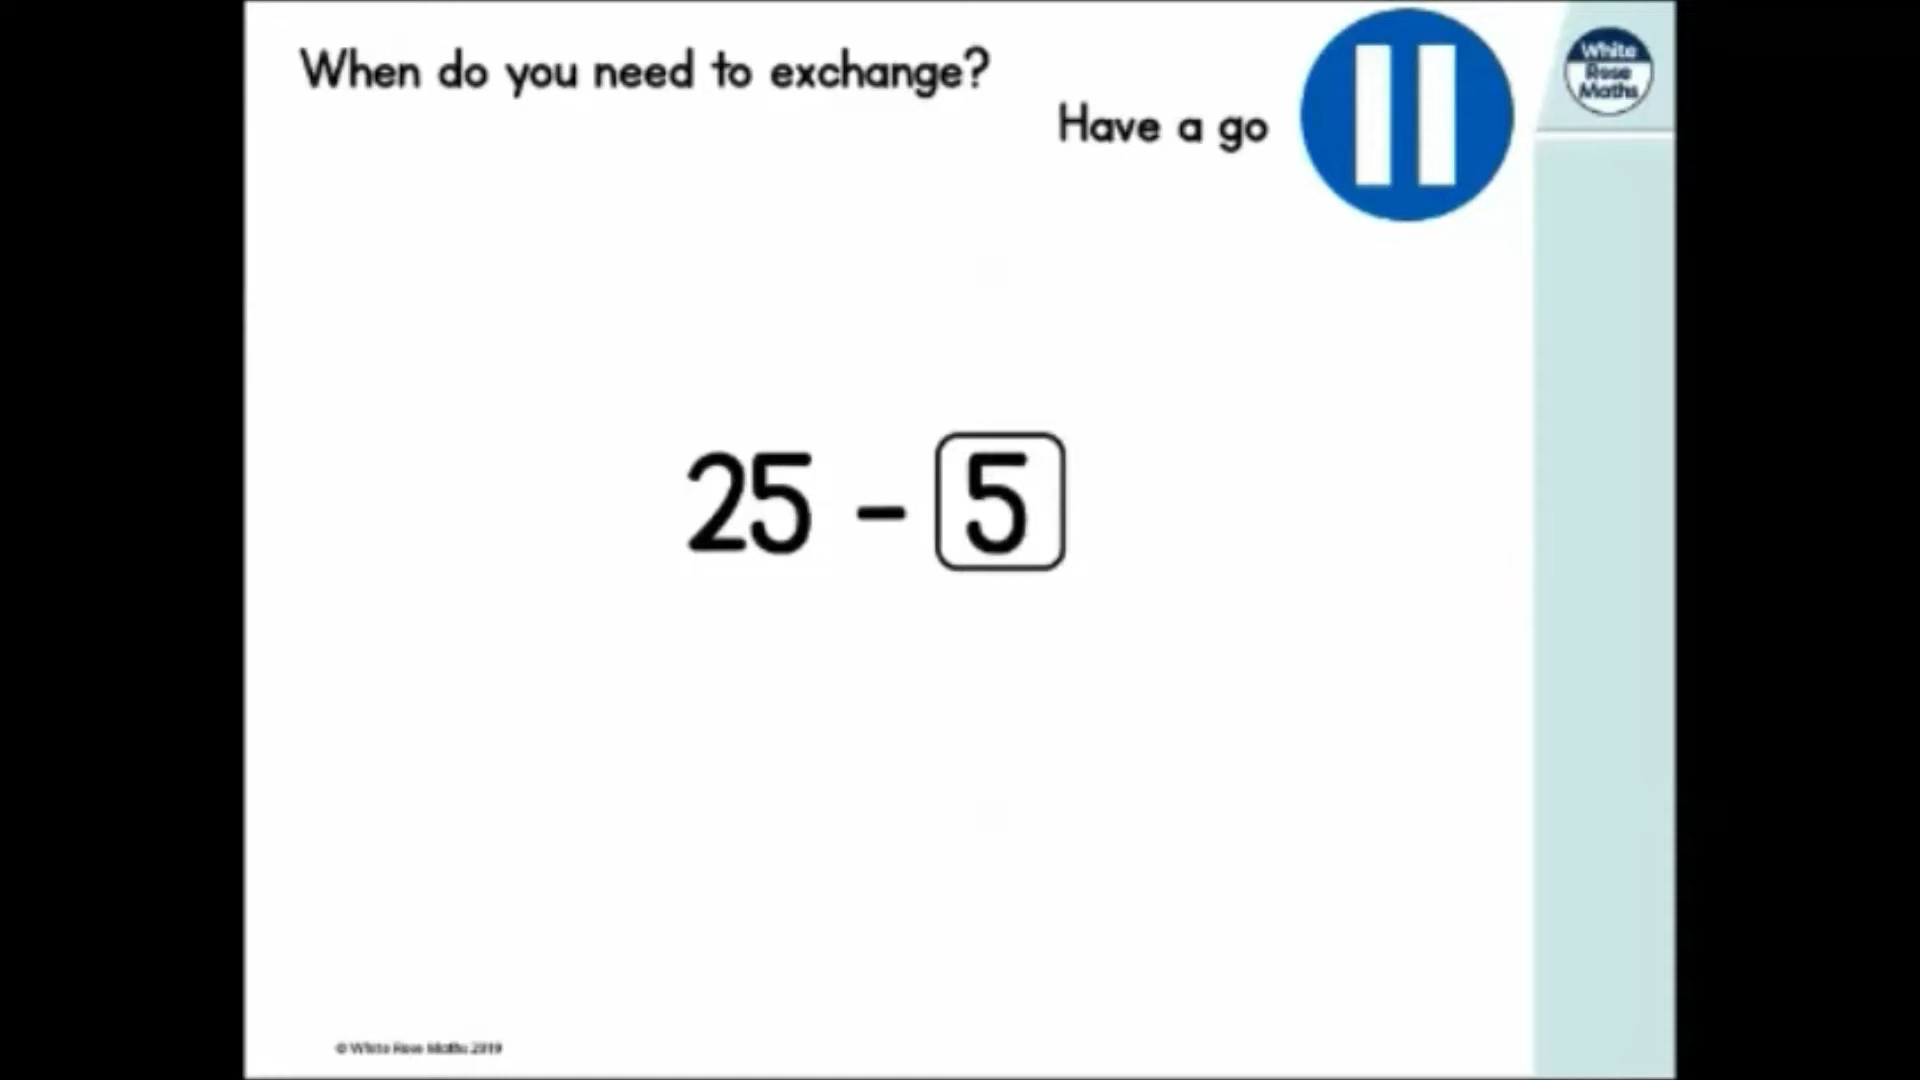 When do you need to exchange?
Have a go
White
Rose
Maths
25 - 5
© White Rose Maths 2019